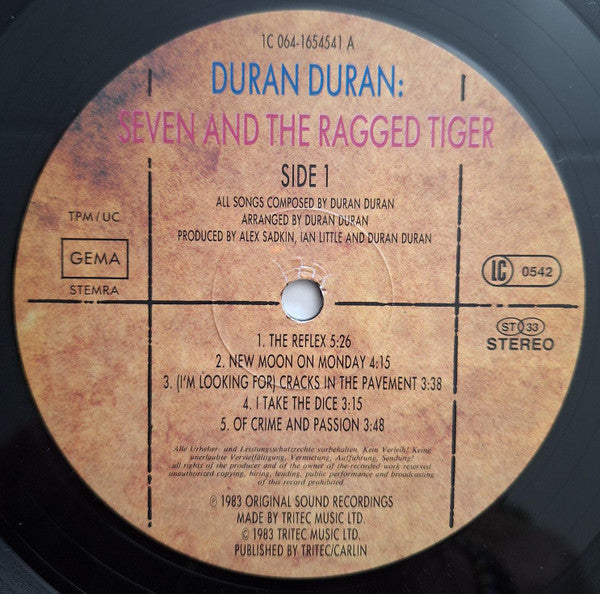 1C 064-1654541 A
DURAN DURAN:
SEVEN AND THE RAGGED TIGER
SIDE 1
ALL SONGS COMPOSED BY DURAN DURAN
ARRANGED BY DURAN DURAN
PRODUCED BY ALEX SADKIN, IAN LITTLE AND DURAN DURAN
TPM/UC
GEMA
STEMRA
LC 0542
ST 33
STEREO
1. THE REFLEX 5:26
2. NEW MOON ON MONDAY 4:15
3. (I'M LOOKING FOR) CRACKS IN THE PAVEMENT 3:38
4. I TAKE THE DICE 3:15
5. OF CRIME AND PASSION 3:48
Alle Urheber- und Leistungsschutzrechte vorbehalten. Kein Verleih! Keine
unerlaubte Vervielfältigung, Vermietung, Aufführung, Sendung!
all rights of the producer and of the owner of the recorded work reserved
unauthorized copying, hiring, lending, public performance and broadcasting
of this record prohibited.
℗ 1983 ORIGINAL SOUND RECORDINGS
MADE BY TRITEC MUSIC LTD.
© 1983 TRITEC MUSIC LTD.
PUBLISHED BY TRITEC/CARLIN